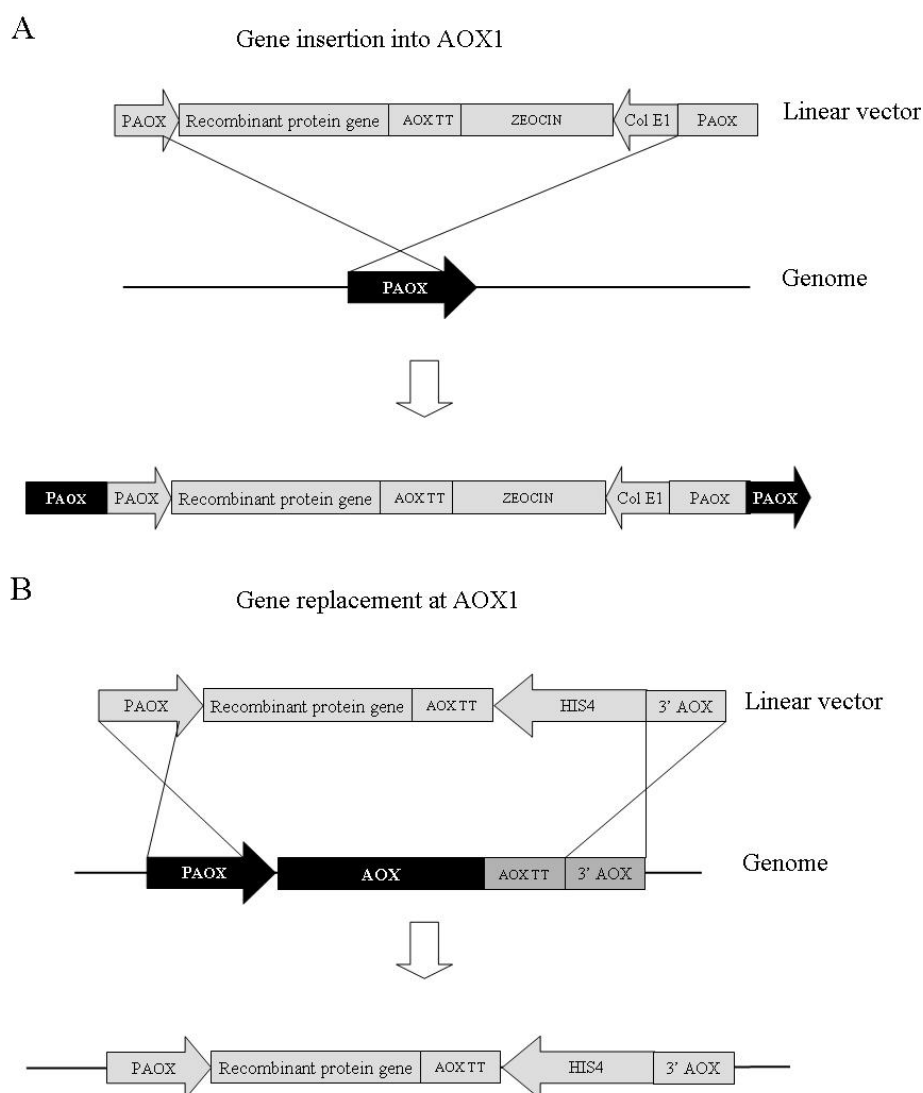 A
Gene insertion into AOX1
PAOX Recombinant protein gene AOX TT ZEOCIN Col E1 PAOX Linear vector
PAOX Genome
PAOX PAOX Recombinant protein gene AOX TT ZEOCIN Col E1 PAOX PAOX
B
Gene replacement at AOX1
PAOX Recombinant protein gene AOX TT HIS4 3' AOX Linear vector
PAOX AOX AOX TT 3' AOX Genome
PAOX Recombinant protein gene AOX TT HIS4 3' AOX